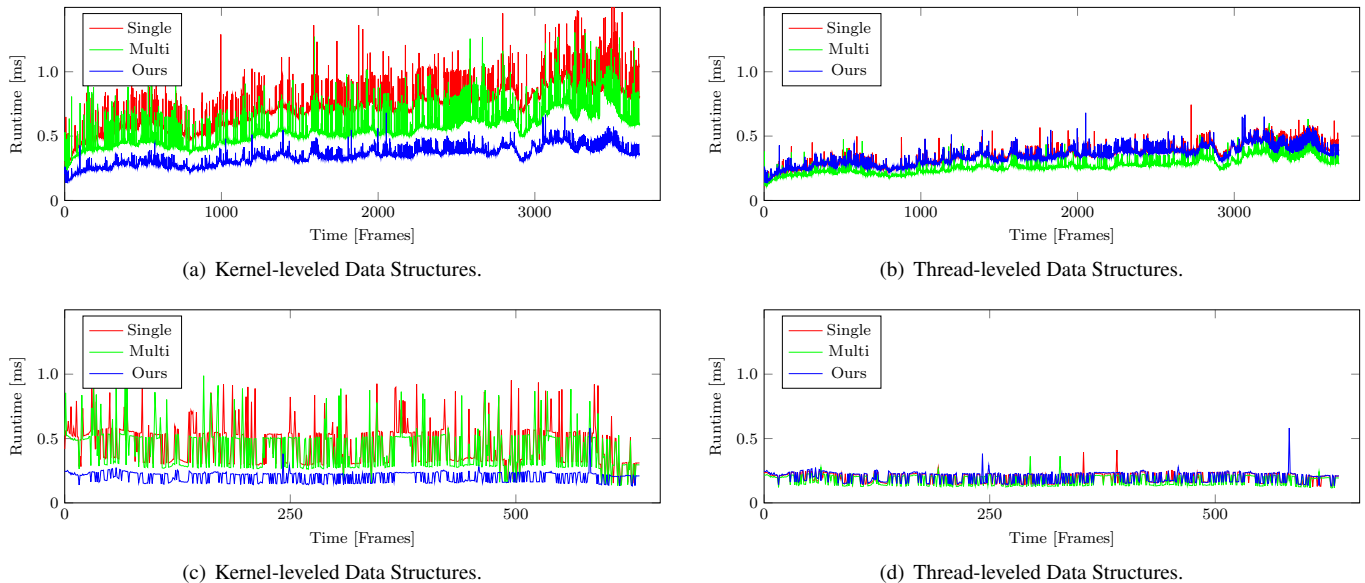 Single
Multi
Ours
Runtime [ms]
1.0
0.5
0
0 1000 2000 3000
Time [Frames]
(a) Kernel-leveled Data Structures.
Single
Multi
Ours
Runtime [ms]
1.0
0.5
0
0 1000 2000 3000
Time [Frames]
(b) Thread-leveled Data Structures.
Single
Multi
Ours
Runtime [ms]
1.0
0.5
0
0 250 500
Time [Frames]
(c) Kernel-leveled Data Structures.
Single
Multi
Ours
Runtime [ms]
1.0
0.5
0
0 250 500
Time [Frames]
(d) Thread-leveled Data Structures.